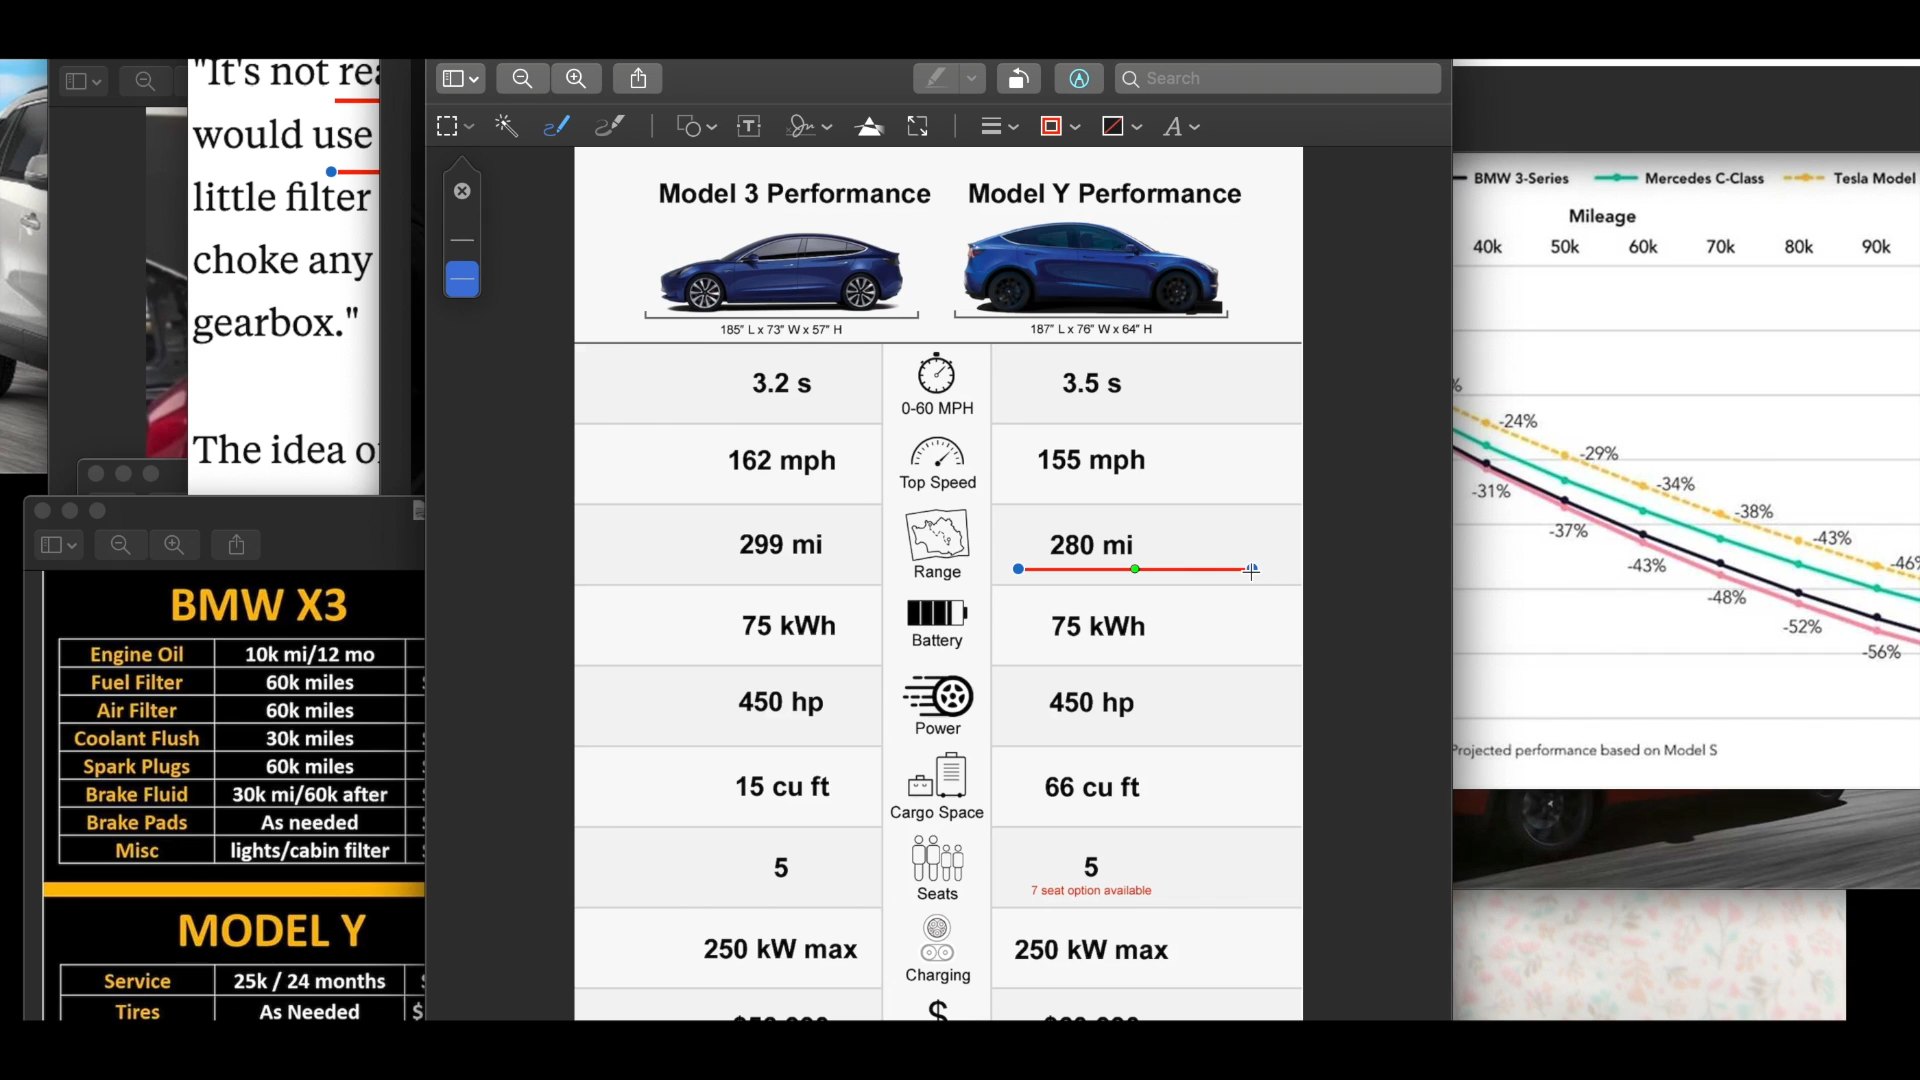 "It's not
would use
little filter
choke any
gearbox."
The idea
BMW X3
Engine Oil 10k mi/12 mo
Fuel Filter 60k miles
Air Filter 60k miles
Coolant Flush 30k miles
Spark Plugs 60k miles
Brake Fluid 30k mi/60k after
Brake Pads As needed
Misc lights/cabin filter
MODEL Y
Service 25k / 24 months
Tires As Needed $
Search
Model 3 Performance Model Y Performance
185" L x 73" W x 57" H 187" L x 76" W x 64" H
3.2 s 0-60 MPH 3.5 s
162 mph Top Speed 155 mph
299 mi Range 280 mi
75 kWh Battery 75 kWh
450 hp Power 450 hp
15 cu ft Cargo Space 66 cu ft
5 Seats 5
7 seat option available
250 kW max Charging 250 kW max
$
BMW 3-Series Mercedes C-Class Tesla Model
Mileage
40k 50k 60k 70k 80k 90k
-24%
-29%
-34%
-38%
-43%
-46%
-31%
-37%
-43%
-48%
-52%
-56%
Projected performance based on Model S